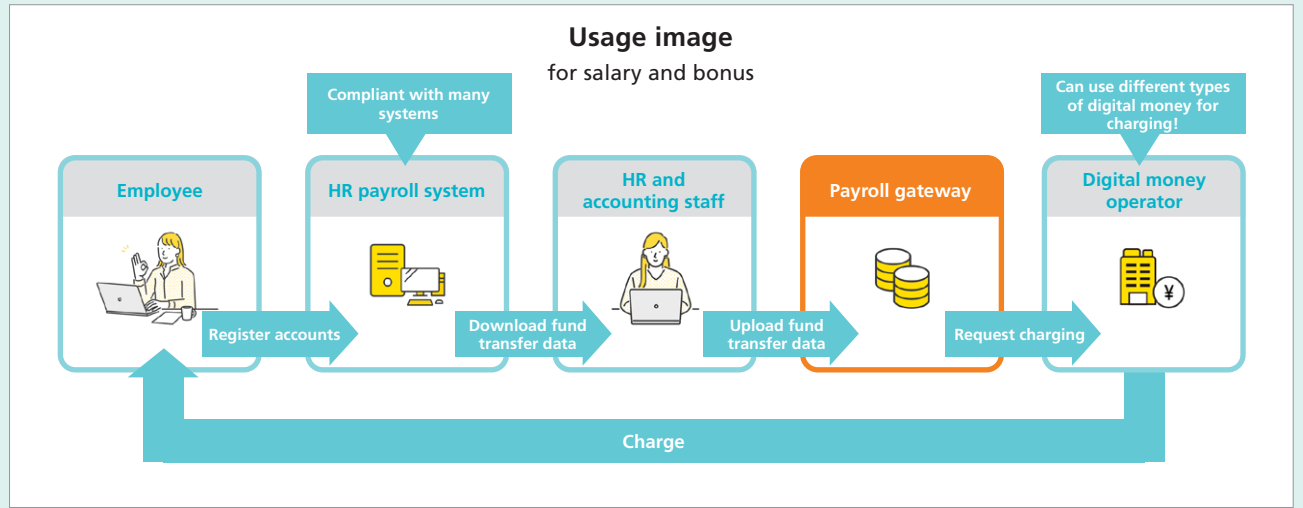 Usage image
for salary and bonus
Compliant with many
systems
Can use different types
of digital money for
charging!
Employee
HR payroll system
HR and
accounting staff
Payroll gateway
Digital money
operator
¥
Register accounts
Download fund
transfer data
Upload fund
transfer data
Request charging
Charge